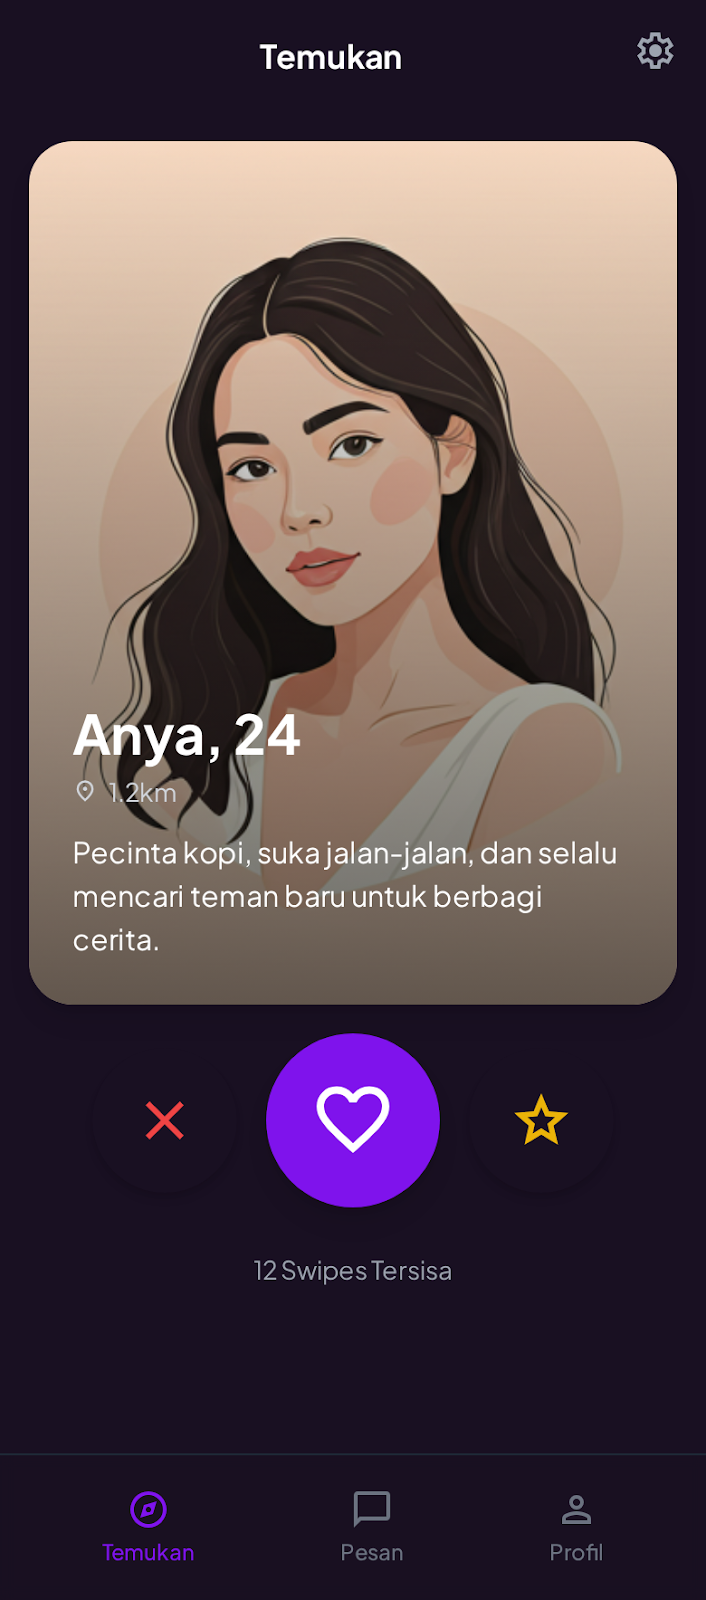 Temukan
Anya, 24
1.2km
Pecinta kopi, suka jalan-jalan, dan selalu
mencari teman baru untuk berbagi
cerita.
12 Swipes Tersisa
Temukan
Pesan
Profil